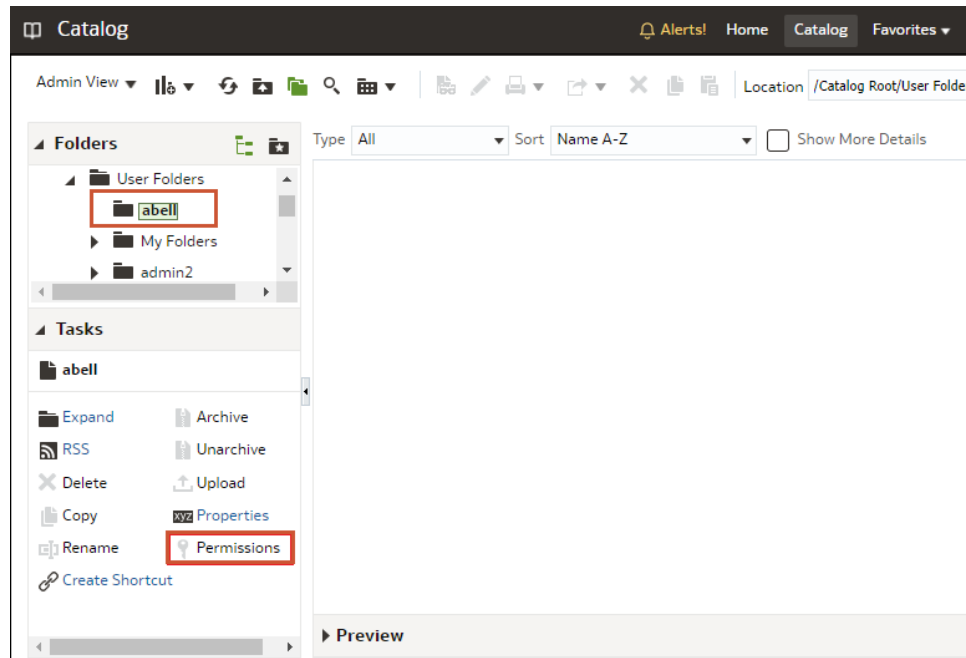 Catalog
Alerts! Home Catalog Favorites
Admin View
Location /Catalog Root/User Folde
Folders
Type All Sort Name A-Z Show More Details
User Folders
abell
My Folders
admin2
Tasks
abell
Expand Archive
RSS Unarchive
Delete Upload
Copy xyz Properties
Rename Permissions
Create Shortcut
Preview